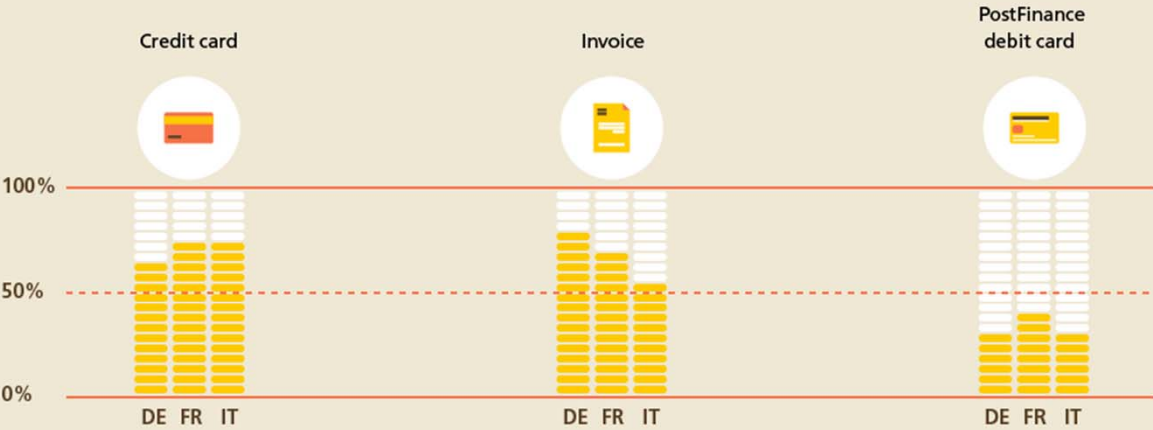 PostFinance
Credit card
Invoice
debit card
100%
50%
0%
DE FR IT
DE FR IT
DE FR IT